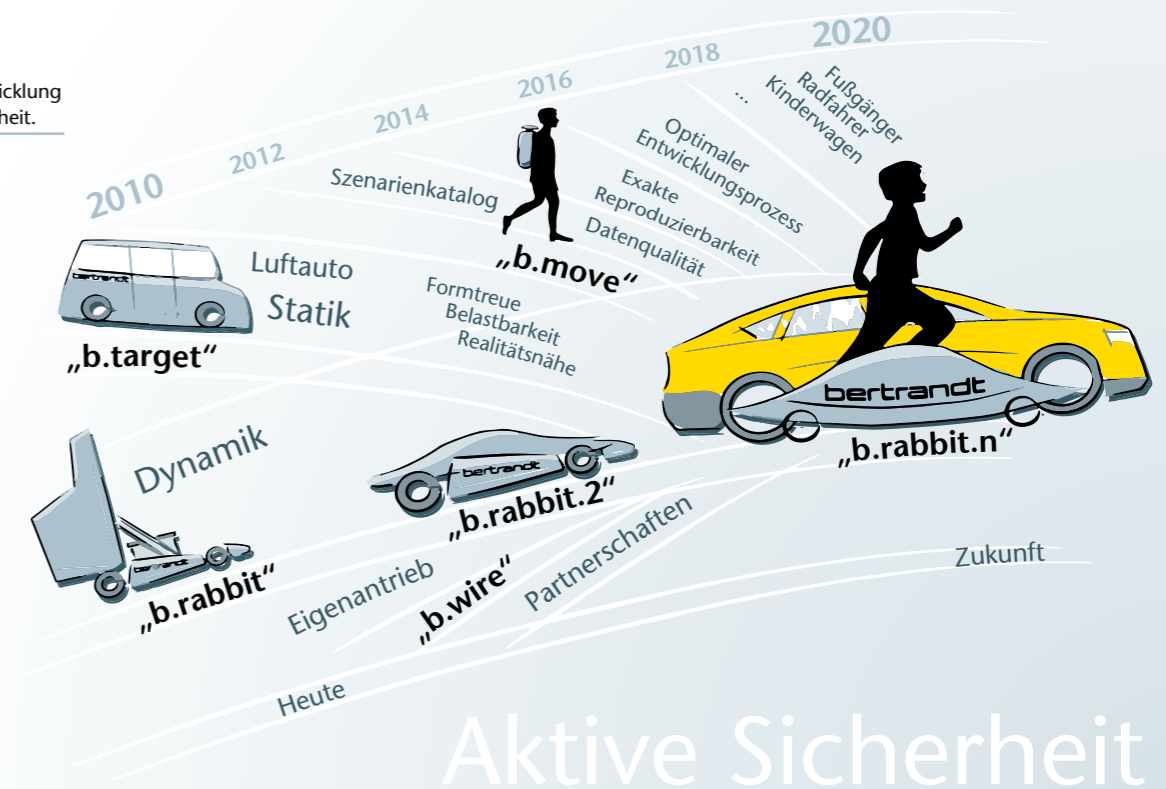 icklung
heit.
2010
2012
2014
2016
2018
2020
Fußgänger
Radfahrer
Kinderwagen
...
Optimaler
Entwicklungsprozess
Exakte
Reproduzierbarkeit
Datenqualität
Szenarienkatalog
„b.move“
bertrandt
„b.target“
Luftauto
Statik
Formtreue
Belastbarkeit
Realitätsnähe
bertrandt
„b.rabbit.n“
Dynamik
bertrandt
„b.rabbit“
bertrandt
„b.rabbit.2“
Eigenantrieb
„b.wire“
Partnerschaften
Heute
Zukunft
Aktive Sicherheit